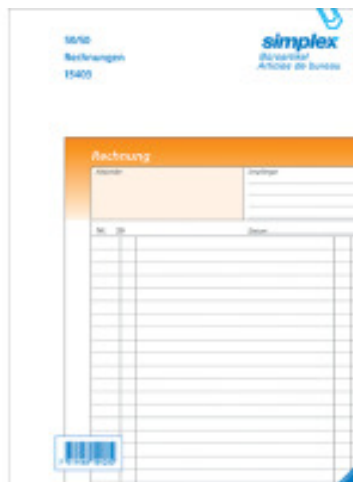 50/50
Rechnungen
15403
simplex
Büroartikel
Articles de bureau
Rechnung
Absender
Empfänger
Datum